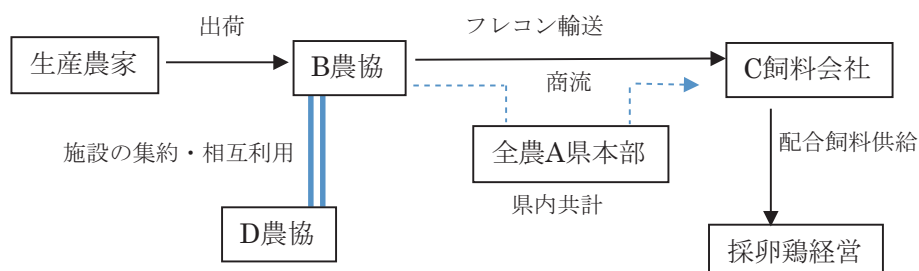 出荷
フレコン輸送
生産農家
B農協
C飼料会社
商流
施設の集約・相互利用
全農A県本部
配合飼料供給
県内共計
D農協
採卵鶏経営